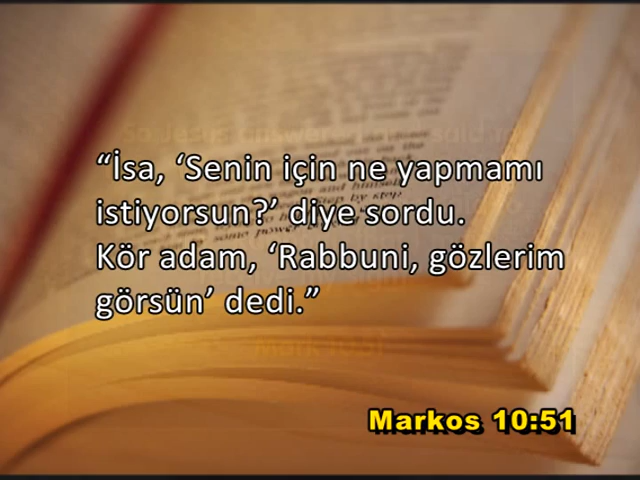 “İsa, ‘Senin için ne yapmamı
istiyorsun?’ diye sordu.
Kör adam, ‘Rabbuni, gözlerim
görsün’ dedi.”
Markos 10:51